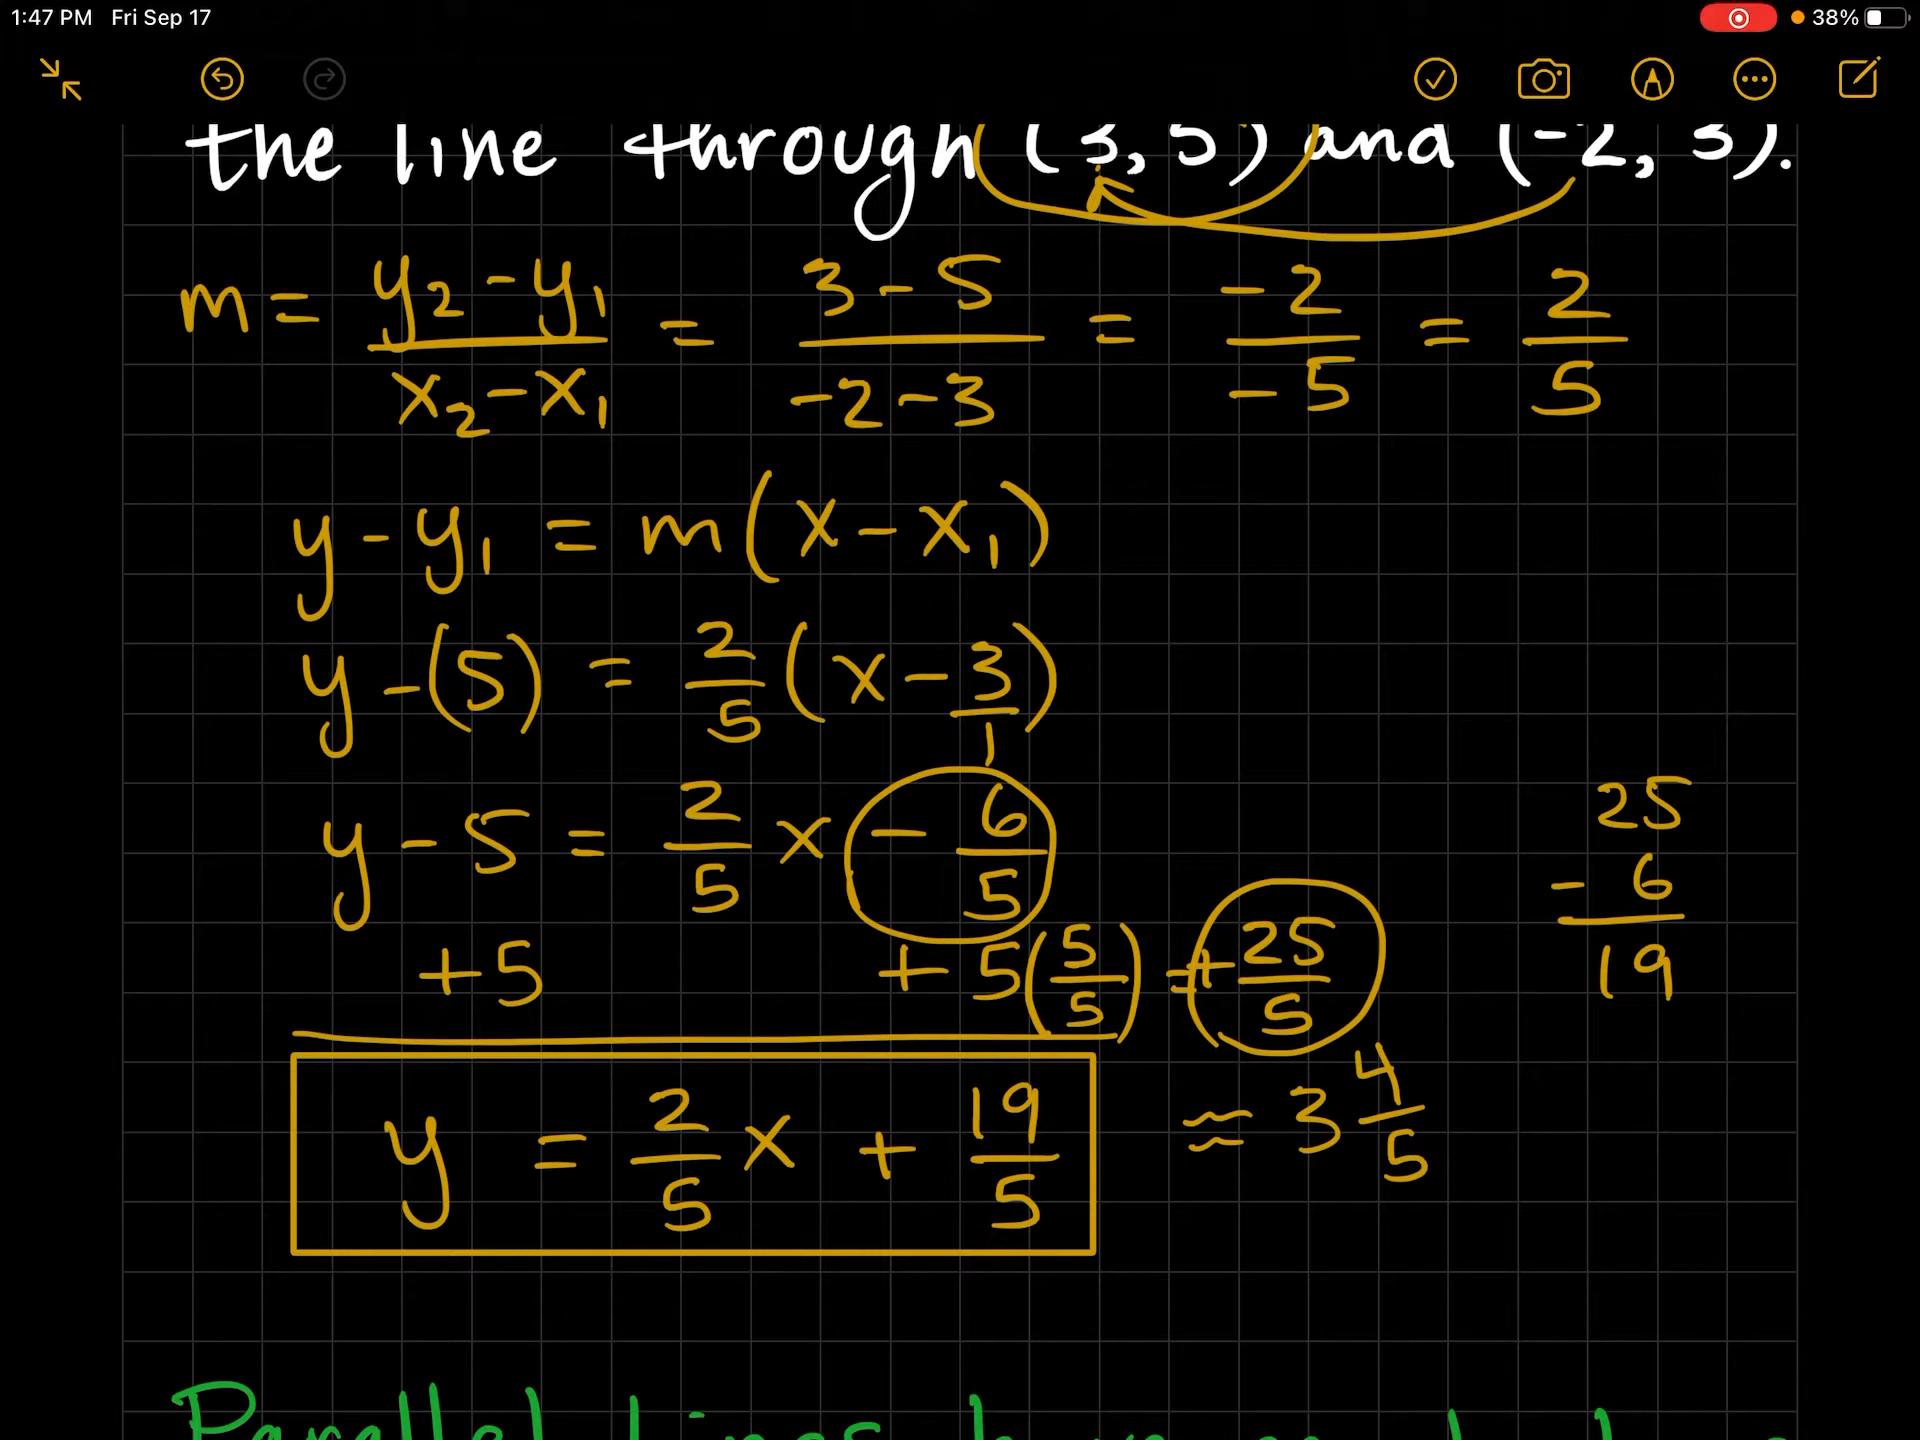 1:47 PM Fri Sep 17 38%
the line through (3, 5) and (-2, 3).
m = y₂ - y₁ / x₂ - x₁ = 3 - 5 / -2 - 3 = -2 / -5 = 2 / 5
y - y₁ = m(x - x₁)
y - (5) = 2/5 (x - 3/1)
y - 5 = 2/5 x - 6/5
+5 + 5(5/5) = + 25/5
25
- 6
19
y = 2/5 x + 19/5 ≈ 3 4/5
Parallel lines